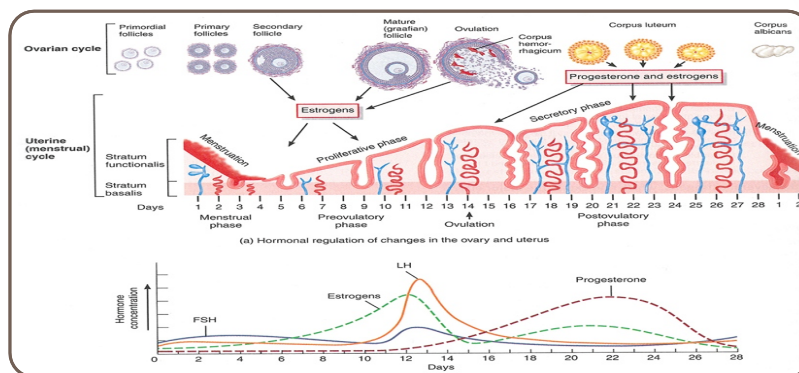 Ovarian cycle
Primordial
follicles
Primary
follicles
Secondary
follicle
Mature
(graafian)
follicle
Ovulation
Corpus
hemor-
rhagicum
Corpus luteum
Corpus
albicans
Estrogens
Progesterone and estrogens
Uterine
(menstrual)
cycle
Stratum
functionalis
Stratum
basalis
Menstruation
Proliferative phase
Secretory phase
Menstruation
Days 1 2 3 4 5 6 7 8 9 10 11 12 13 14 15 16 17 18 19 20 21 22 23 24 25 26 27 28 1 2
Menstrual
phase
Preovulatory
phase
Ovulation
Postovulatory
phase
(a) Hormonal regulation of changes in the ovary and uterus
Hormone
concentration
FSH
Estrogens
LH
Progesterone
0 2 4 6 8 10 12 14 16 18 20 22 24 26 28
Days